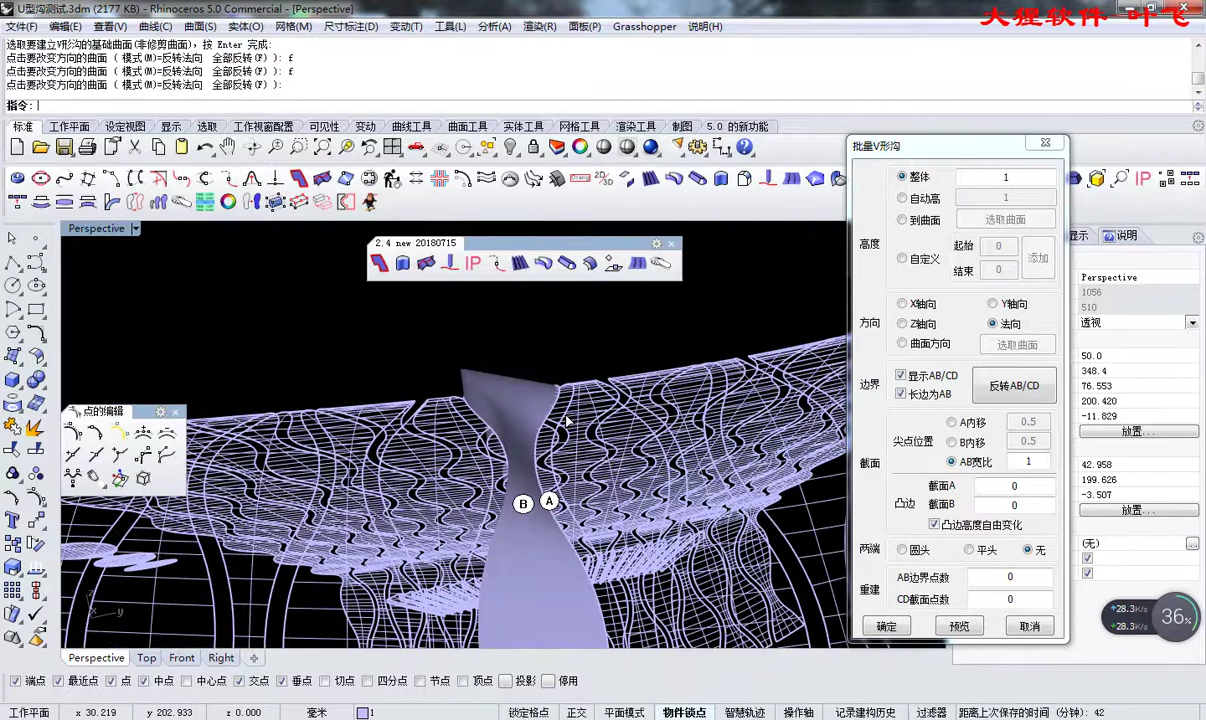 U型沟测试.3dm (2177 KB) - Rhinoceros 5.0 Commercial - [Perspective]
大猩软件 叶飞
文件(F) 编辑(E) 查看(V) 曲线(C) 曲面(S) 实体(O) 网格(M) 尺寸标注(D) 变动(T) 工具(L) 分析(A) 渲染(R) 面板(P) Grasshopper 说明(H)
选取要建立V形沟的基础曲面(非修剪曲面)，按 Enter 完成:
点击要改变方向的曲面 ( 模式(M)=反转法向 全部反转(F) ): f
点击要改变方向的曲面 ( 模式(M)=反转法向 全部反转(F) ): f
点击要改变方向的曲面 ( 模式(M)=反转法向 全部反转(F) ):
指令:
标准 工作平面 设定视图 显示 选取 工作视窗配置 可见性 变动 曲线工具 曲面工具 实体工具 网格工具 渲染工具 制图 5.0 的新功能
Perspective
2.4 new 20180715
点的编辑
B A
批量V形沟
整体 1
自动高 1
到曲面 选取曲面
高度
自定义 起始 0 添加
结束 0
X轴向 Y轴向
方向 Z轴向 法向
曲面方向 选取曲面
边界 显示AB/CD 反转AB/CD
长边为AB
A内移 0.5
尖点位置 B内移 0.5
AB宽比 1
截面
截面A 0
凸边 截面B 0
凸边高度自由变化
两端 圆头 平头 无
AB边界点数 0
重建
CD截面点数 0
确定 预览 取消
显示 说明
Perspective
1056
510
透视
50.0
348.4
76.553
200.420
-11.829
放置...
42.958
199.626
-3.507
放置...
(无)
28.3K/s
28.3K/s
36%
Perspective Top Front Right
端点 最近点 点 中点 中心点 交点 垂点 切点 四分点 节点 顶点 投影 停用
工作平面 x 30.219 y 202.933 z 0.000 毫米 1 锁定格点 正交 平面模式 物件锁点 智慧轨迹 操作轴 记录建构历史 过滤器 距离上次保存的时间 (分钟): 42